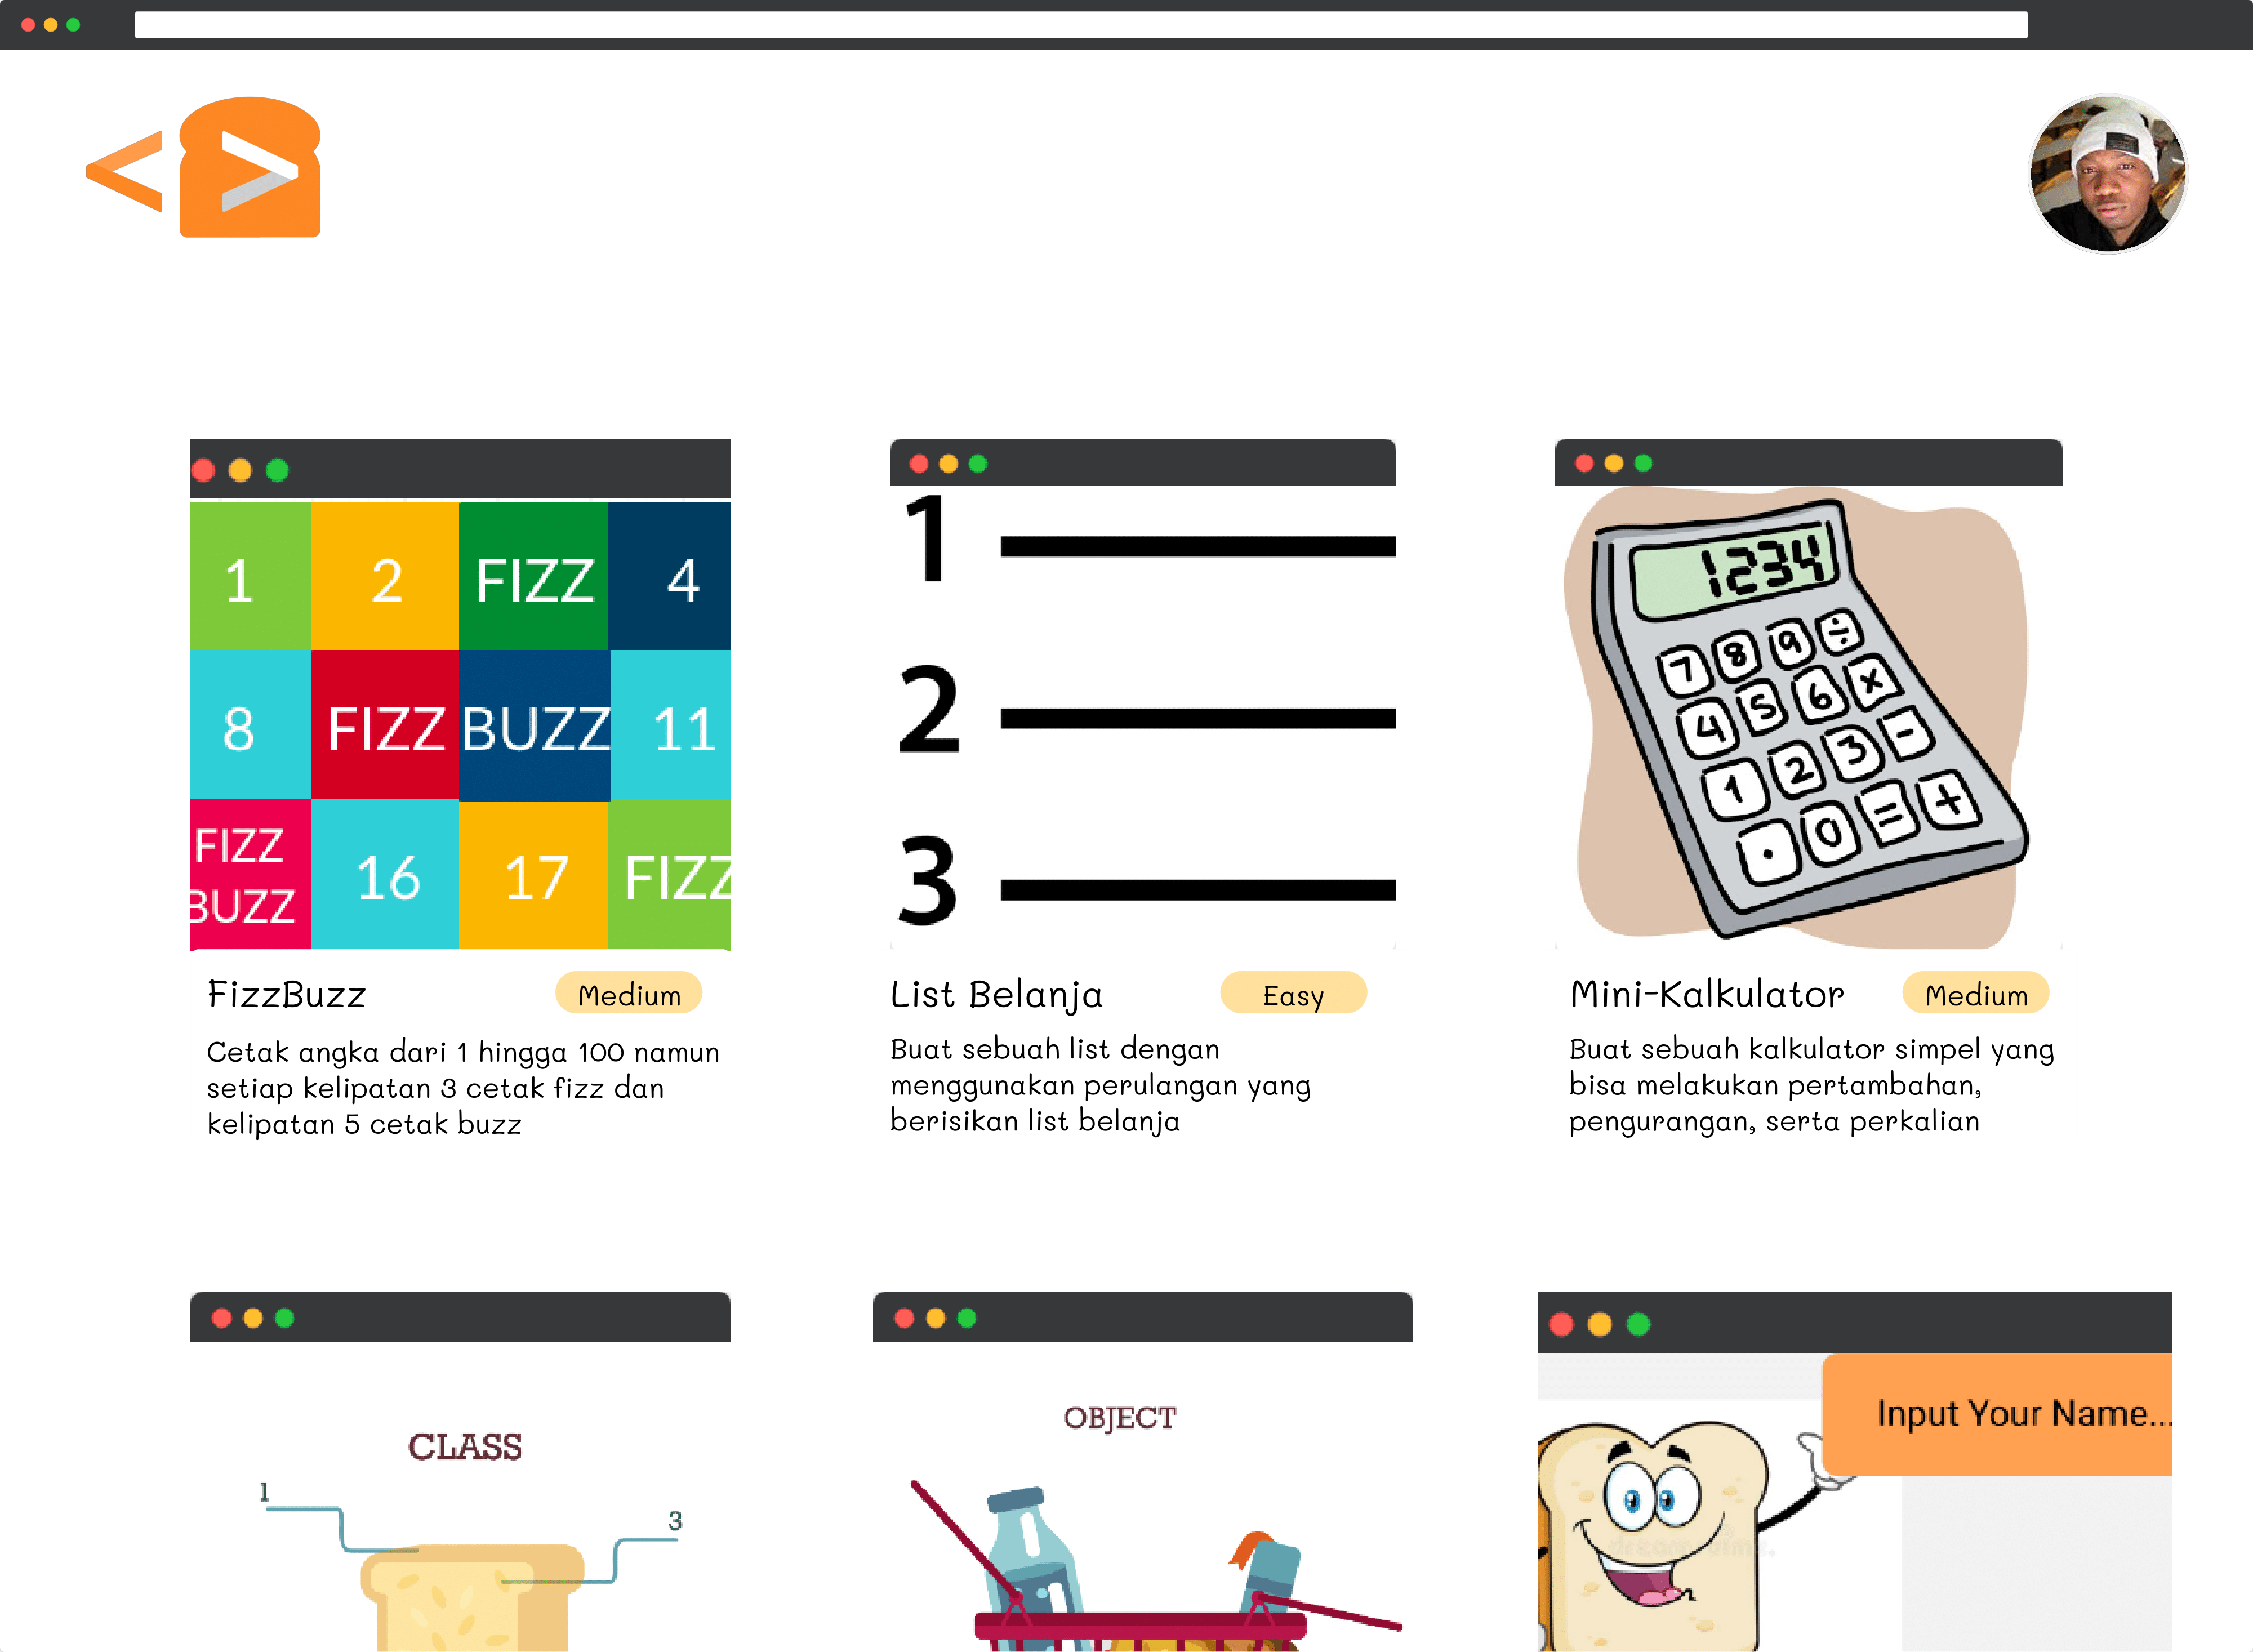 1 2 FIZZ 4
8 FIZZ BUZZ 11
FIZZ
BUZZ
16 17 FIZZ
1
2
3
1234
7 8 9 ÷
4 5 6 x
1 2 3 -
. 0 = +
FizzBuzz
Medium
Cetak angka dari 1 hingga 100 namun
setiap kelipatan 3 cetak fizz dan
kelipatan 5 cetak buzz
List Belanja
Easy
Buat sebuah list dengan
menggunakan perulangan yang
berisikan list belanja
Mini-Kalkulator
Medium
Buat sebuah kalkulator simpel yang
bisa melakukan pertambahan,
pengurangan, serta perkalian
CLASS
1
3
OBJECT
Input Your Name...